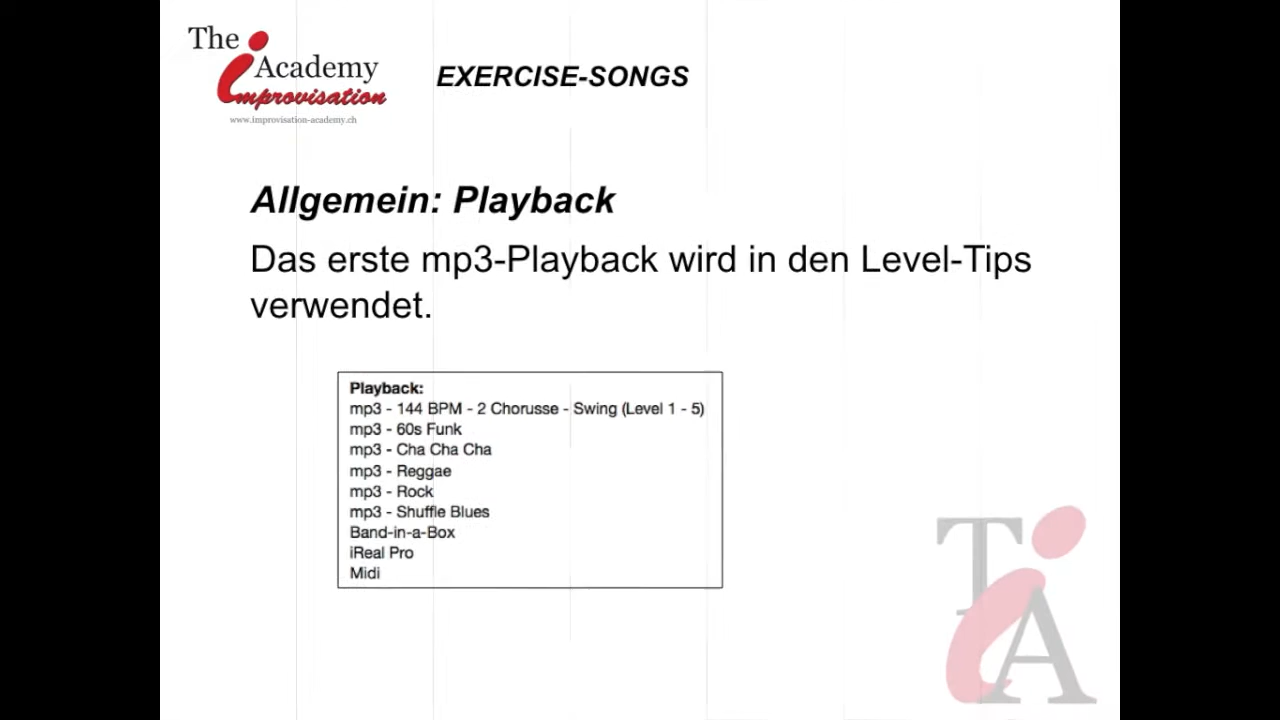 The
Academy
improvisation
www.improvisation-academy.ch
EXERCISE-SONGS
Allgemein: Playback
Das erste mp3-Playback wird in den Level-Tips
verwendet.
Playback:
mp3 - 144 BPM - 2 Chorusse - Swing (Level 1 - 5)
mp3 - 60s Funk
mp3 - Cha Cha Cha
mp3 - Reggae
mp3 - Rock
mp3 - Shuffle Blues
Band-in-a-Box
iReal Pro
Midi
TiA